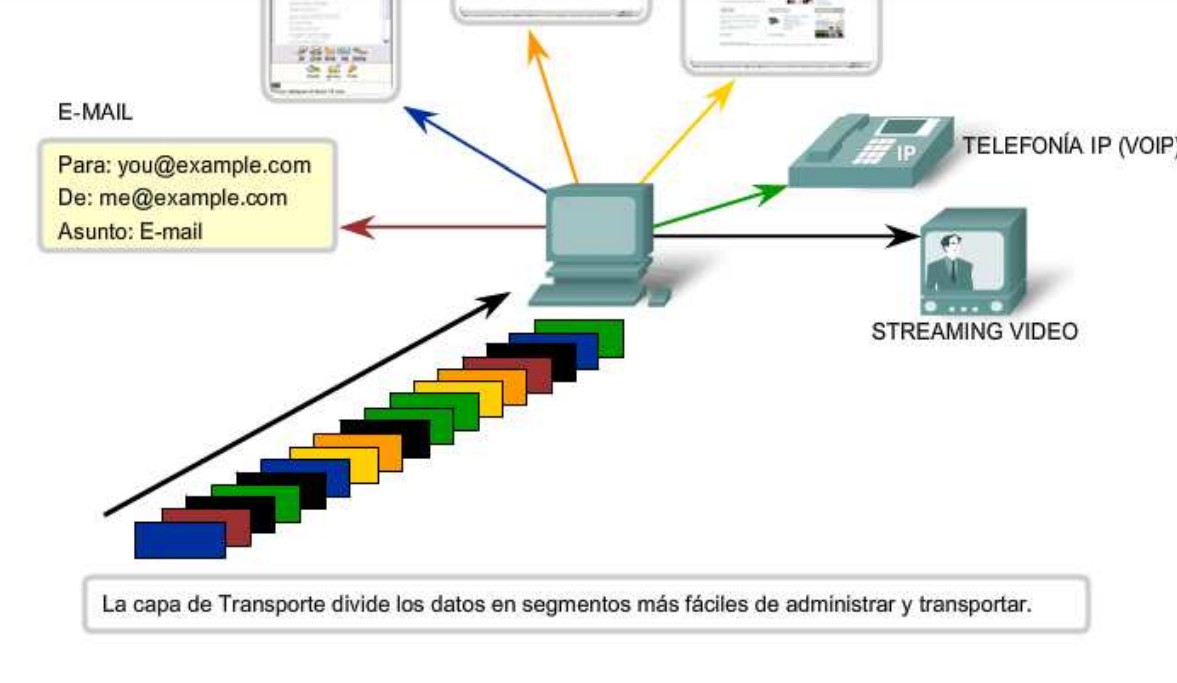 E-MAIL
Para: you@example.com
De: me@example.com
Asunto: E-mail
IP
TELEFONÍA IP (VOIP)
STREAMING VIDEO
La capa de Transporte divide los datos en segmentos más fáciles de administrar y transportar.